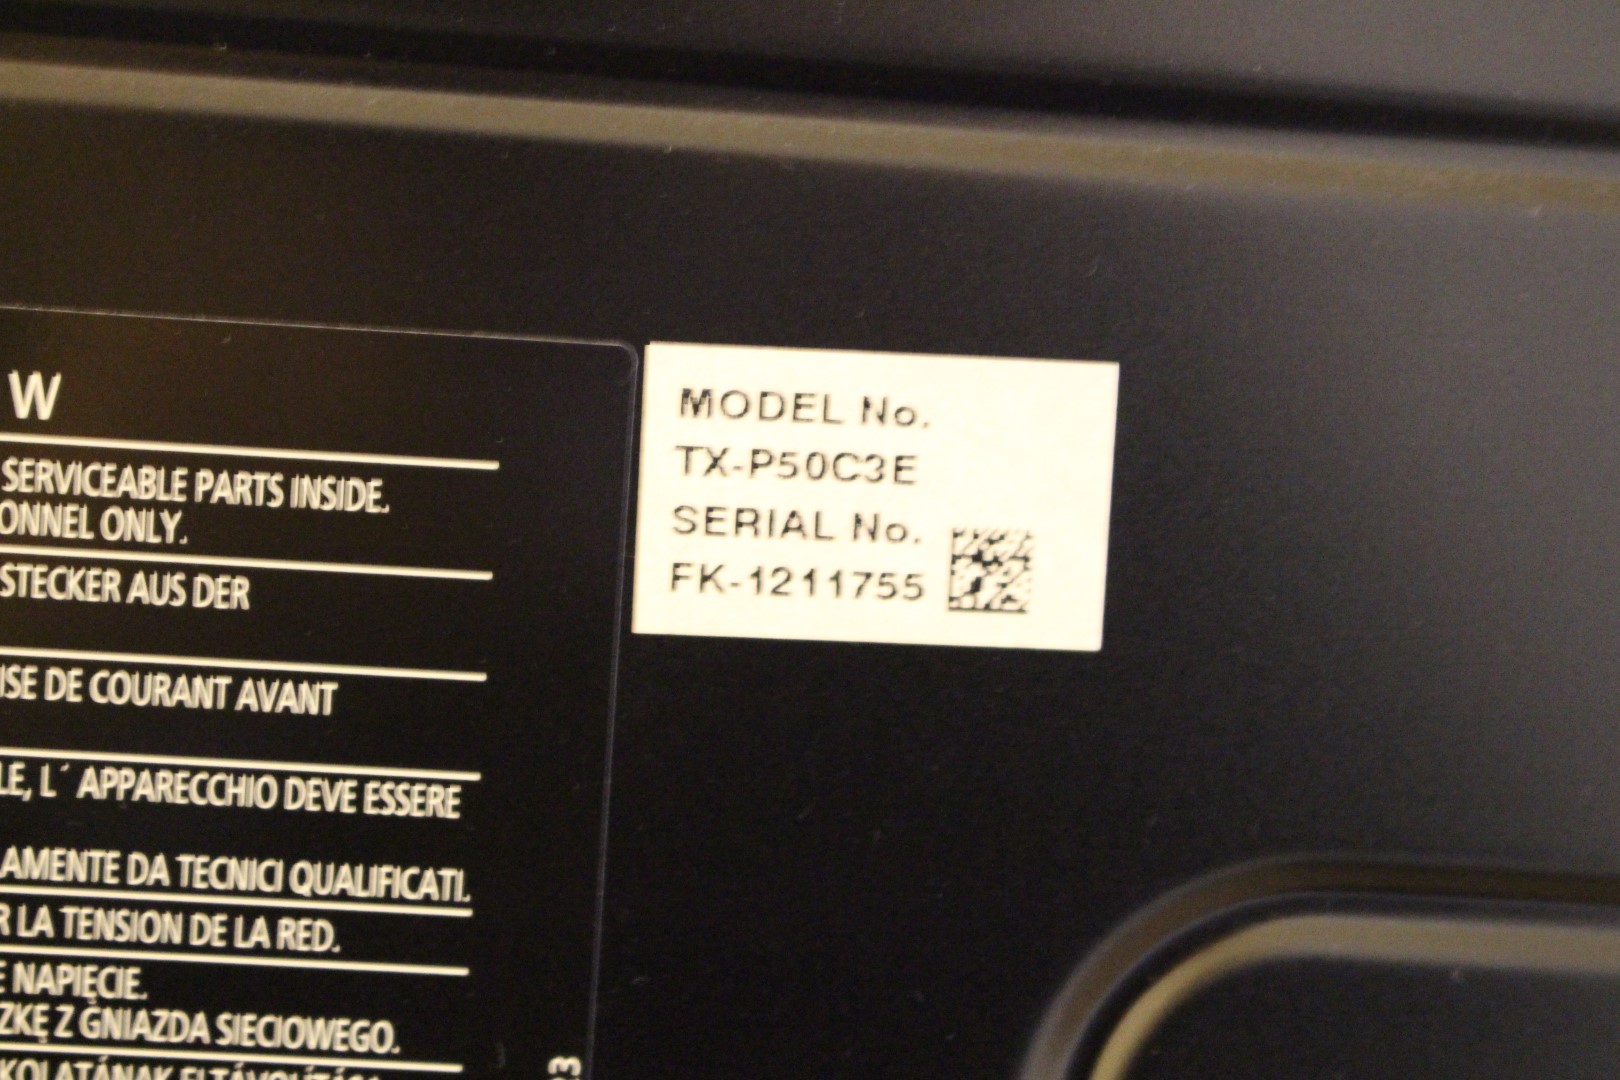 W
SERVICEABLE PARTS INSIDE.
ONNEL ONLY.
STECKER AUS DER
ISE DE COURANT AVANT
LE, L´ APPARECCHIO DEVE ESSERE
LAMENTE DA TECNICI QUALIFICATI.
R LA TENSION DE LA RED.
E NAPIĘCIE.
ZKĘ Z GNIAZDA SIECIOWEGO.
MODEL No.
TX-P50C3E
SERIAL No.
FK-1211755